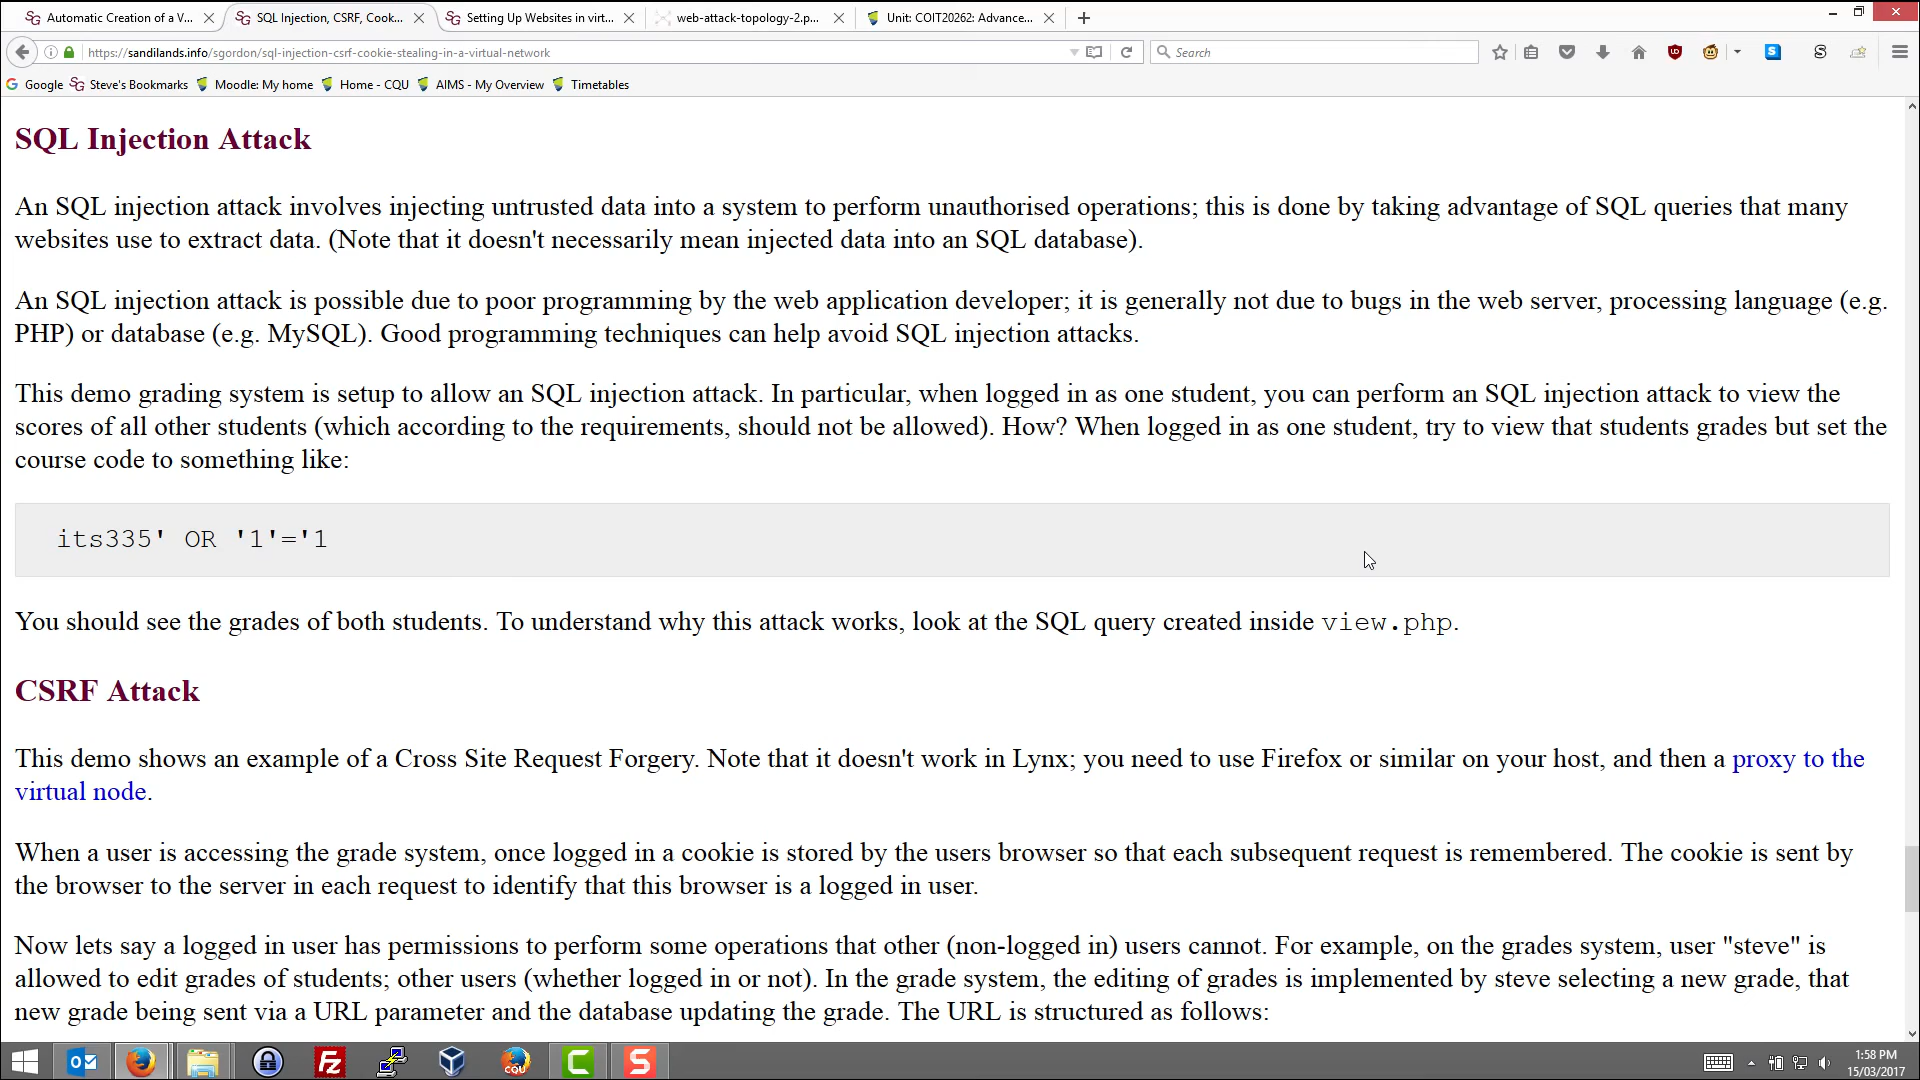 Automatic Creation of a V...
SQL Injection, CSRF, Cook...
Setting Up Websites in virt...
web-attack-topology-2.p...
Unit: COIT20262: Advance...
https://sandilands.info/sgordon/sql-injection-csrf-cookie-stealing-in-a-virtual-network
Search
Google
Steve's Bookmarks
Moodle: My home
Home - CQU
AIMS - My Overview
Timetables
SQL Injection Attack
An SQL injection attack involves injecting untrusted data into a system to perform unauthorised operations; this is done by taking advantage of SQL queries that many
websites use to extract data. (Note that it doesn't necessarily mean injected data into an SQL database).
An SQL injection attack is possible due to poor programming by the web application developer; it is generally not due to bugs in the web server, processing language (e.g.
PHP) or database (e.g. MySQL). Good programming techniques can help avoid SQL injection attacks.
This demo grading system is setup to allow an SQL injection attack. In particular, when logged in as one student, you can perform an SQL injection attack to view the
scores of all other students (which according to the requirements, should not be allowed). How? When logged in as one student, try to view that students grades but set the
course code to something like:
its335' OR '1'='1
You should see the grades of both students. To understand why this attack works, look at the SQL query created inside view.php.
CSRF Attack
This demo shows an example of a Cross Site Request Forgery. Note that it doesn't work in Lynx; you need to use Firefox or similar on your host, and then a proxy to the
virtual node.
When a user is accessing the grade system, once logged in a cookie is stored by the users browser so that each subsequent request is remembered. The cookie is sent by
the browser to the server in each request to identify that this browser is a logged in user.
Now lets say a logged in user has permissions to perform some operations that other (non-logged in) users cannot. For example, on the grades system, user "steve" is
allowed to edit grades of students; other users (whether logged in or not). In the grade system, the editing of grades is implemented by steve selecting a new grade, that
new grade being sent via a URL parameter and the database updating the grade. The URL is structured as follows:
1:58 PM
15/03/2017